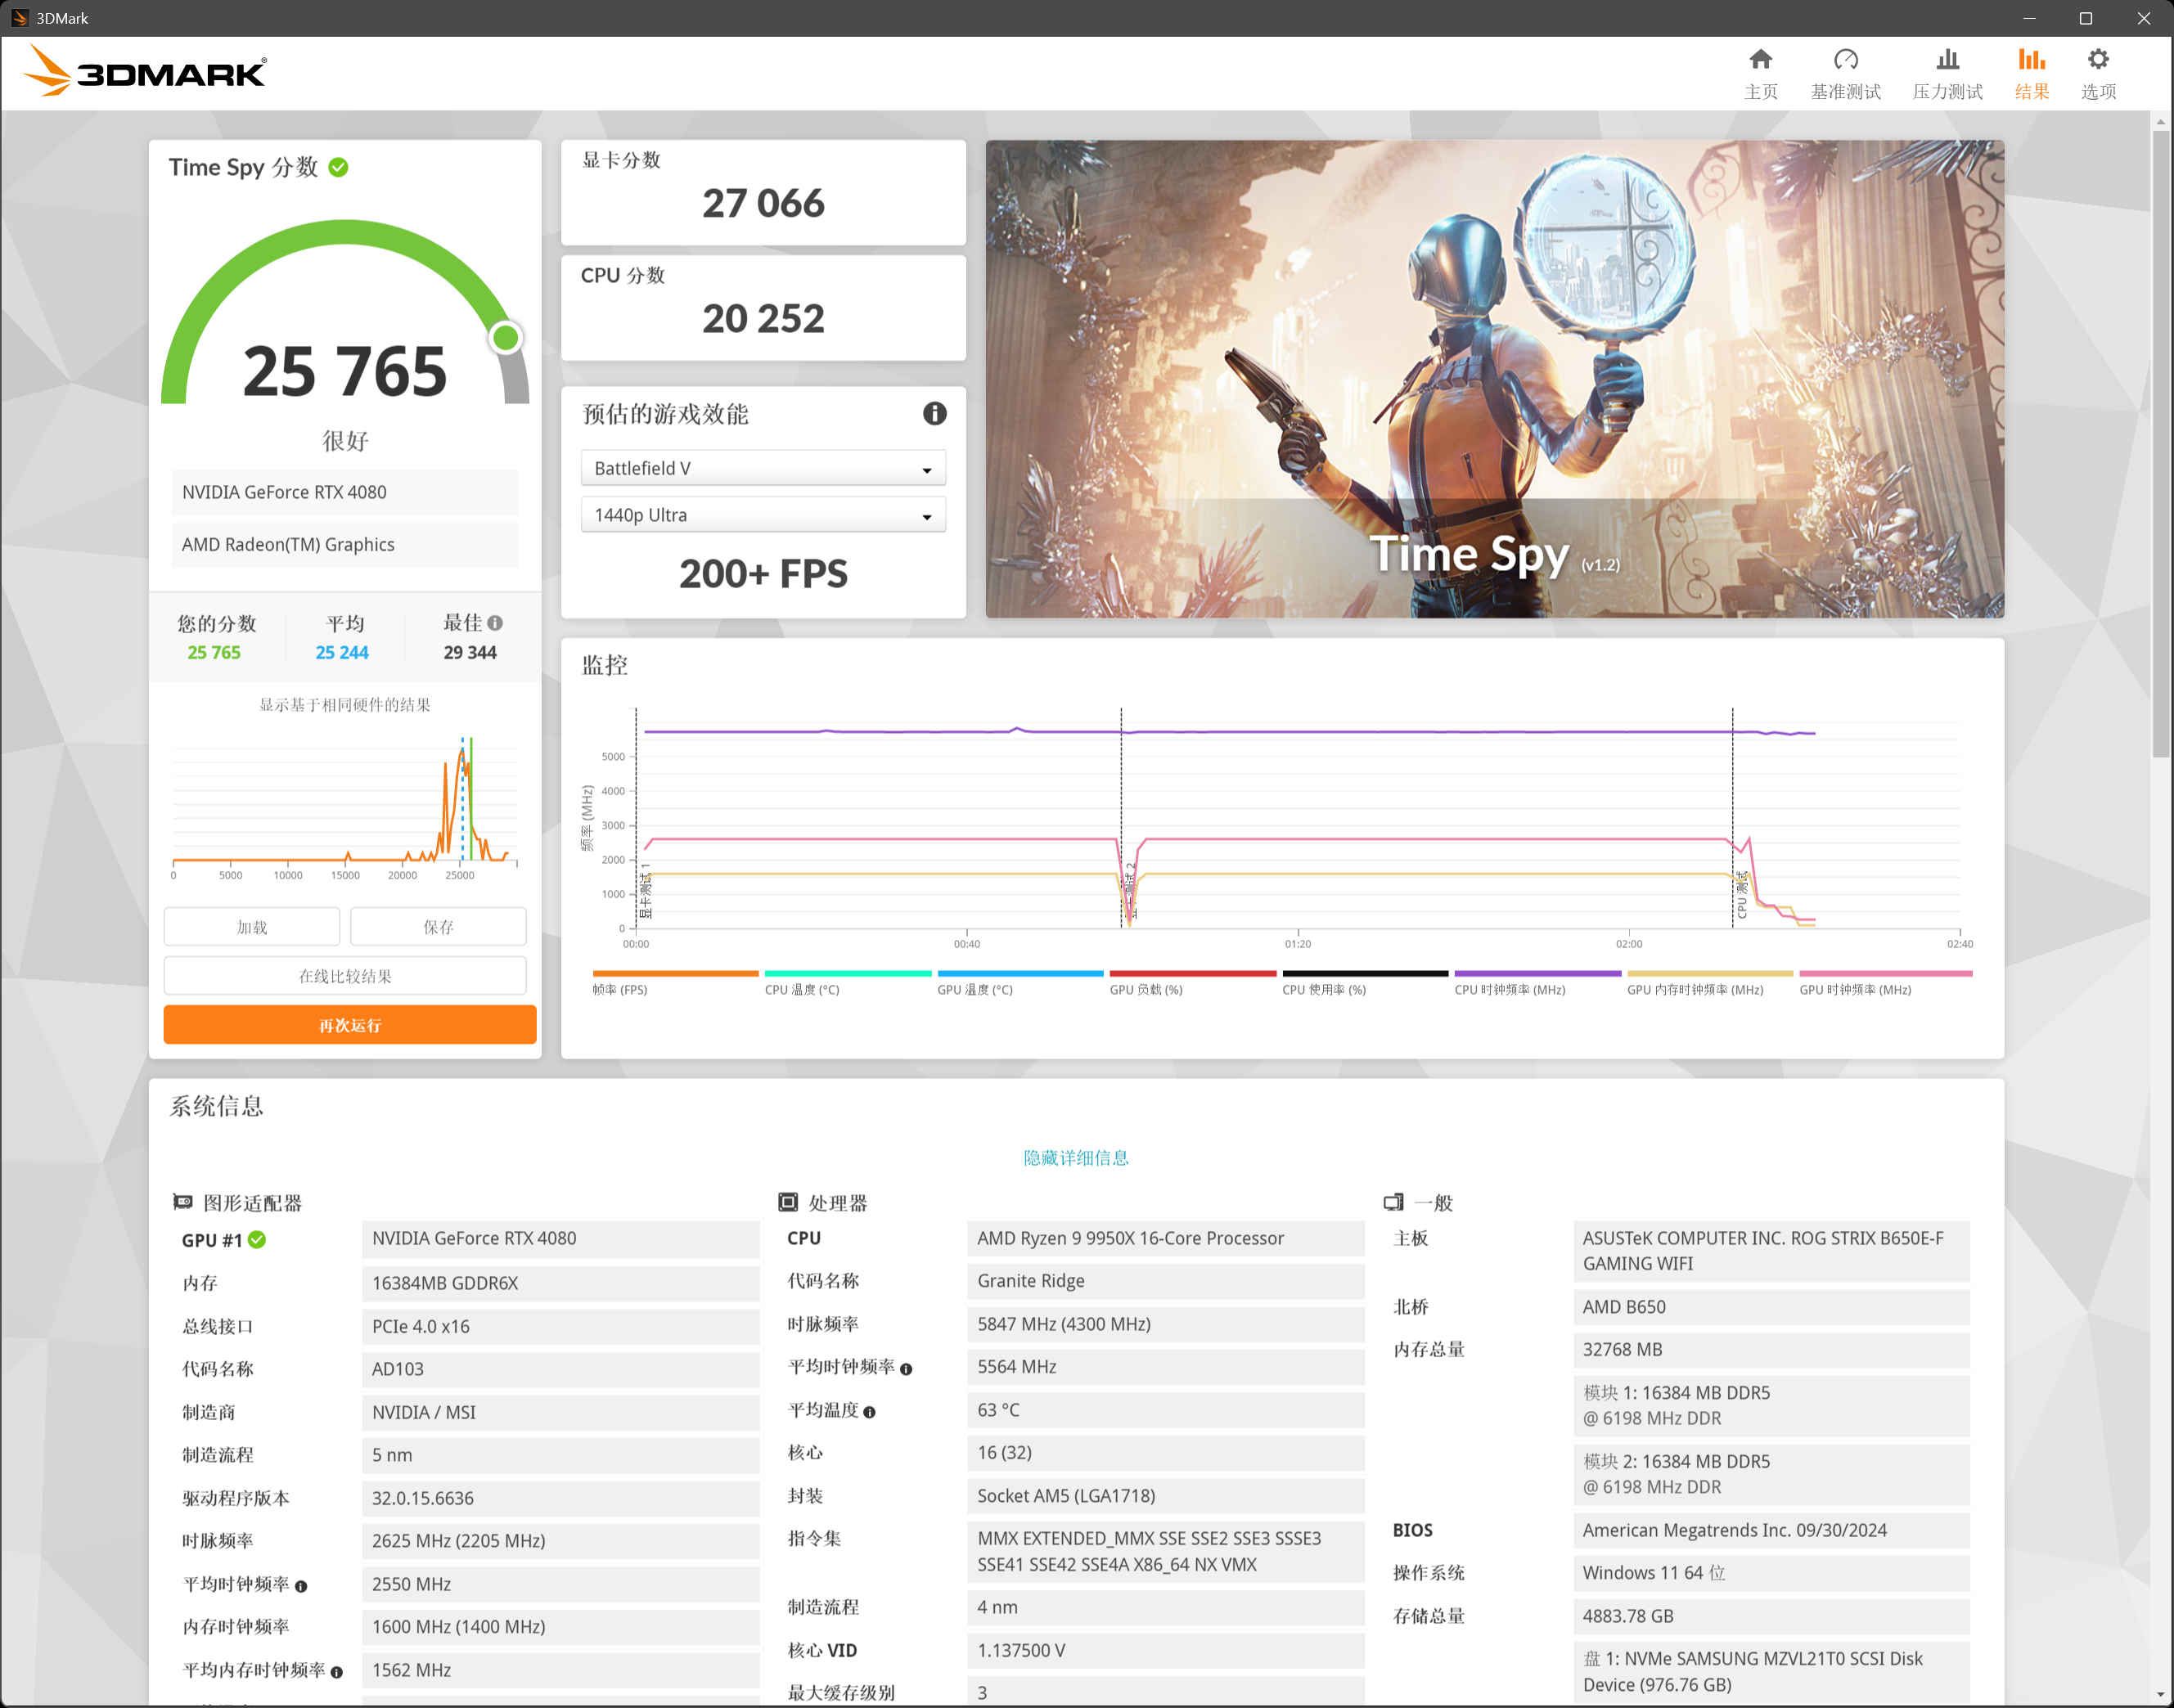 3DMark
3DMARK
主页
基准测试
压力测试
结果
选项
Time Spy 分数
25 765
很好
NVIDIA GeForce RTX 4080
AMD Radeon(TM) Graphics
您的分数 平均 最佳
25 765 25 244 29 344
显示基于相同硬件的结果
0 5000 10000 15000 20000 25000
加载
保存
在线比较结果
再次运行
显卡分数
27 066
CPU 分数
20 252
预估的游戏效能
Battlefield V
1440p Ultra
200+ FPS
Time Spy (v1.2)
监控
频率 (MHz)
5000
4000
3000
2000
1000
0
显卡测试 1
显卡测试 2
CPU 测试
00:00 00:40 01:20 02:00 02:40
帧率 (FPS)
CPU 温度 (°C)
GPU 温度 (°C)
GPU 负载 (%)
CPU 使用率 (%)
CPU 时钟频率 (MHz)
GPU 内存时钟频率 (MHz)
GPU 时钟频率 (MHz)
系统信息
隐藏详细信息
图形适配器
GPU #1 NVIDIA GeForce RTX 4080
内存 16384MB GDDR6X
总线接口 PCIe 4.0 x16
代码名称 AD103
制造商 NVIDIA / MSI
制造流程 5 nm
驱动程序版本 32.0.15.6636
时脉频率 2625 MHz (2205 MHz)
平均时钟频率 2550 MHz
内存时钟频率 1600 MHz (1400 MHz)
平均内存时钟频率 1562 MHz
处理器
CPU AMD Ryzen 9 9950X 16-Core Processor
代码名称 Granite Ridge
时脉频率 5847 MHz (4300 MHz)
平均时钟频率 5564 MHz
平均温度 63 °C
核心 16 (32)
封装 Socket AM5 (LGA1718)
指令集 MMX EXTENDED_MMX SSE SSE2 SSE3 SSSE3
SSE41 SSE42 SSE4A X86_64 NX VMX
制造流程 4 nm
核心 VID 1.137500 V
最大缓存级别 3
一般
主板 ASUSTeK COMPUTER INC. ROG STRIX B650E-F
GAMING WIFI
北桥 AMD B650
内存总量 32768 MB
模块 1: 16384 MB DDR5
@ 6198 MHz DDR
模块 2: 16384 MB DDR5
@ 6198 MHz DDR
BIOS American Megatrends Inc. 09/30/2024
操作系统 Windows 11 64 位
存储总量 4883.78 GB
盘 1: NVMe SAMSUNG MZVL21T0 SCSI Disk
Device (976.76 GB)